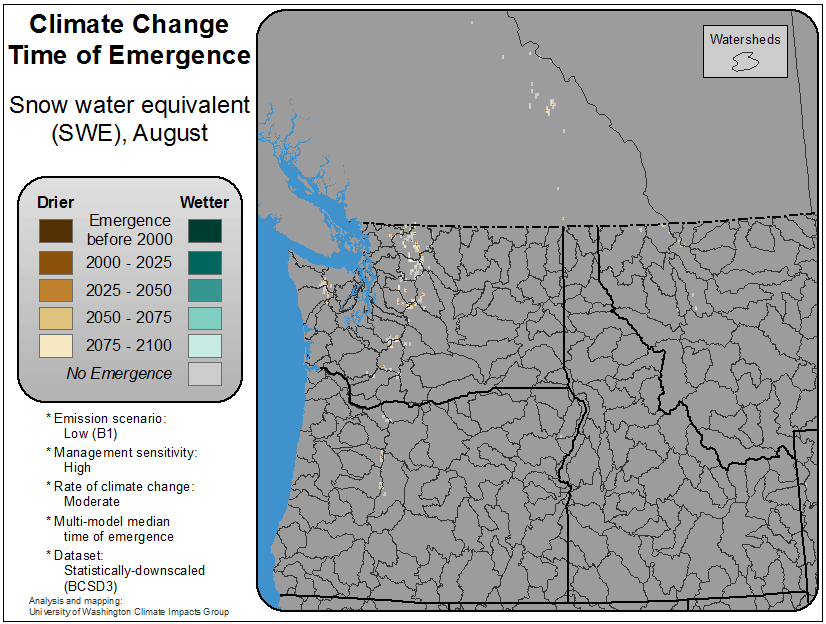 Climate Change
Time of Emergence
Snow water equivalent
(SWE), August
Drier
Wetter
Emergence
before 2000
2000 - 2025
2025 - 2050
2050 - 2075
2075 - 2100
No Emergence
* Emission scenario:
Low (B1)
* Management sensitivity:
High
* Rate of climate change:
Moderate
* Multi-model median
time of emergence
* Dataset:
Statistically-downscaled
(BCSD3)
Analysis and mapping:
University of Washington Climate Impacts Group
Watersheds